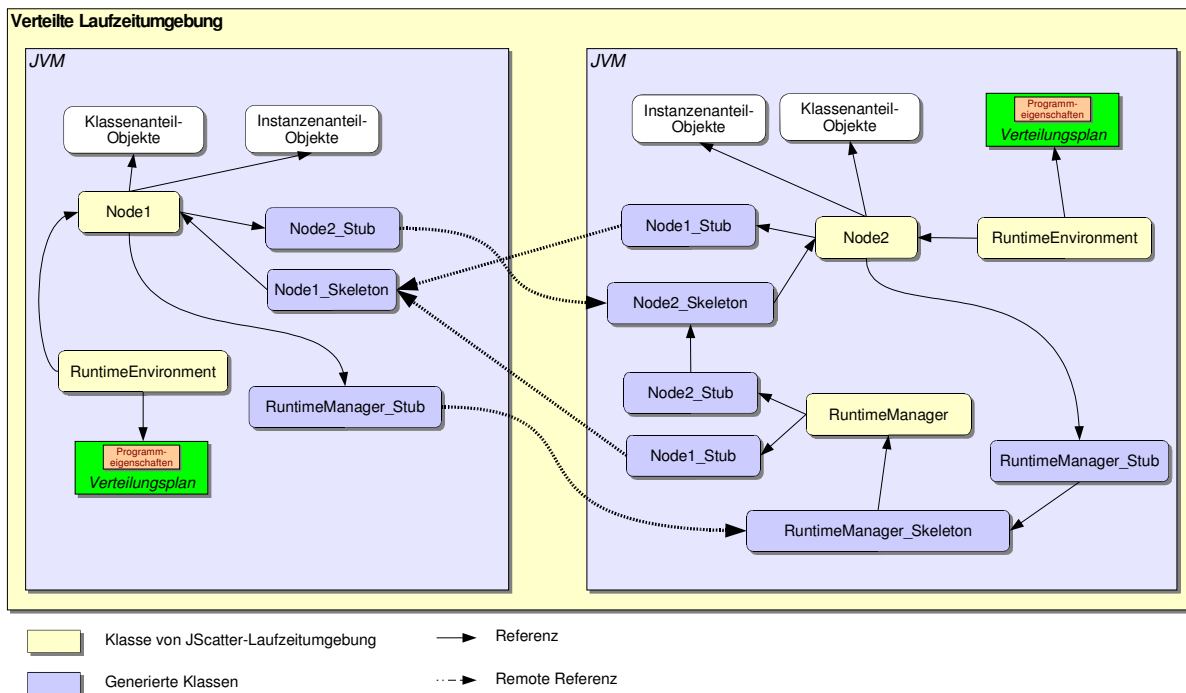 Verteilte Laufzeitumgebung
JVM
Klassenanteil-
Objekte
Instanzenanteil-
Objekte
Node1
Node2_Stub
Node1_Skeleton
RuntimeEnvironment
RuntimeManager_Stub
Programm-
eigenschaften
Verteilungsplan
JVM
Instanzenanteil-
Objekte
Klassenanteil-
Objekte
Programm-
eigenschaften
Verteilungsplan
Node1_Stub
Node2
RuntimeEnvironment
Node2_Skeleton
Node2_Stub
RuntimeManager
Node1_Stub
RuntimeManager_Stub
RuntimeManager_Skeleton
Klasse von JScatter-Laufzeitumgebung
Referenz
Generierte Klassen
Remote Referenz